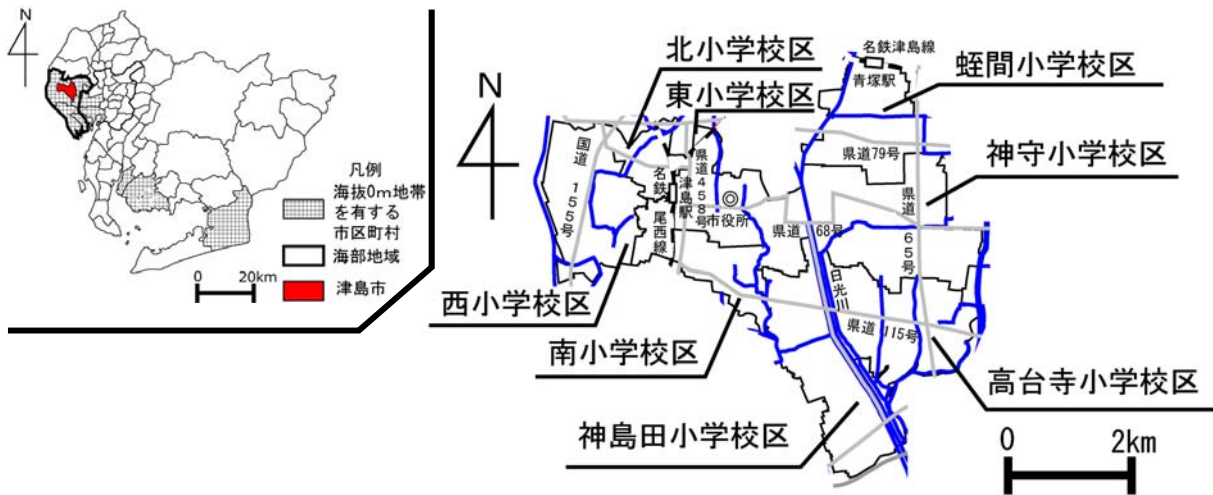 N
凡例
海抜0m地帯
を有する
市区町村
海部地域
津島市
0 20km
N
北小学校区
東小学校区
名鉄津島線
青塚駅
蛭間小学校区
県道79号
神守小学校区
国道155号
名鉄尾西線
津島駅
県道458号
市役所
県道68号
県道65号
日光川
県道115号
西小学校区
南小学校区
神島田小学校区
高台寺小学校区
0 2km